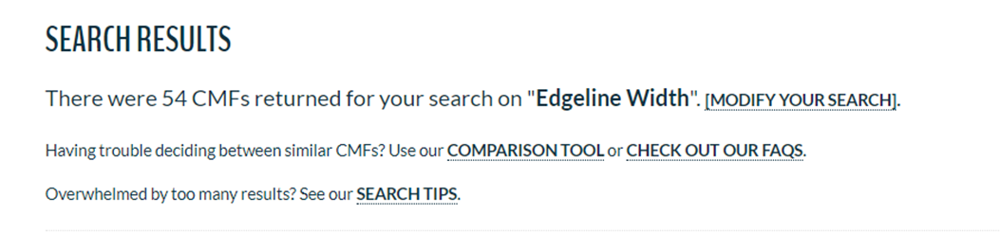 SEARCH RESULTS
There were 54 CMFs returned for your search on "Edgeline Width". [MODIFY YOUR SEARCH].
Having trouble deciding between similar CMFs? Use our COMPARISON TOOL or CHECK OUT OUR FAQS.
Overwhelmed by too many results? See our SEARCH TIPS.